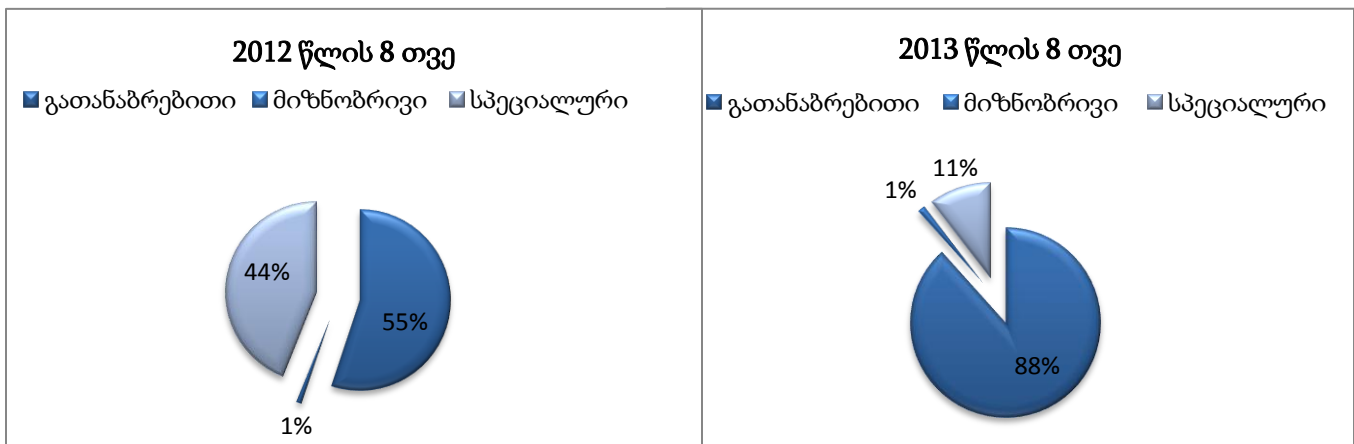 2012 წლის 8 თვე
გათანაბრებითი მიზნობრივი სპეციალური
44%
55%
1%
2013 წლის 8 თვე
გათანაბრებითი მიზნობრივი სპეციალური
11%
1%
88%